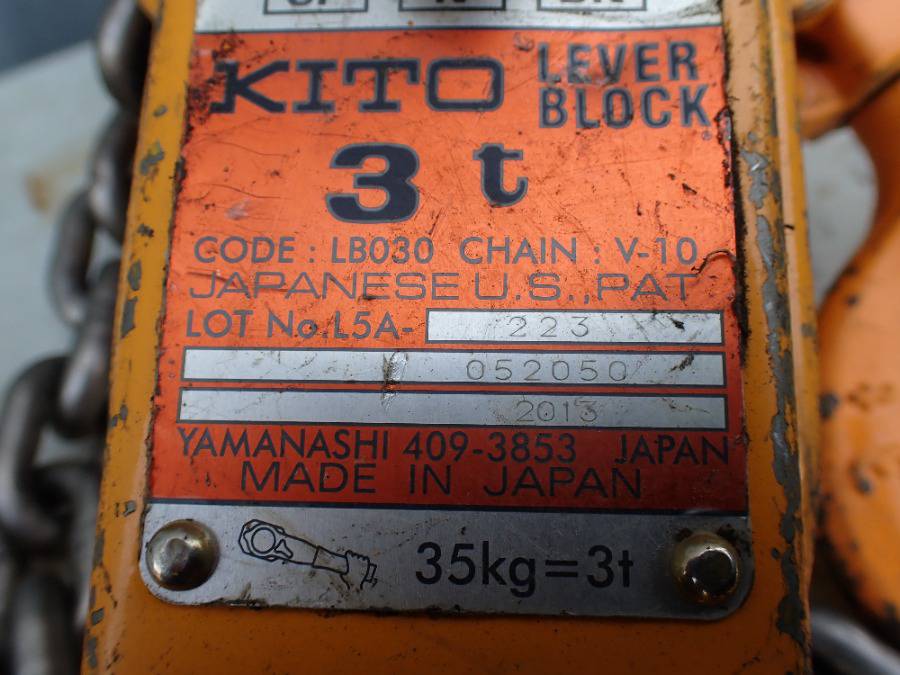 KITO LEVER BLOCK
3 t
CODE : LB030 CHAIN : V-10
JAPANESE U.S.,PAT
LOT No.L5A- 223
052050
2013
YAMANASHI 409-3853 JAPAN
MADE IN JAPAN
35kg=3t